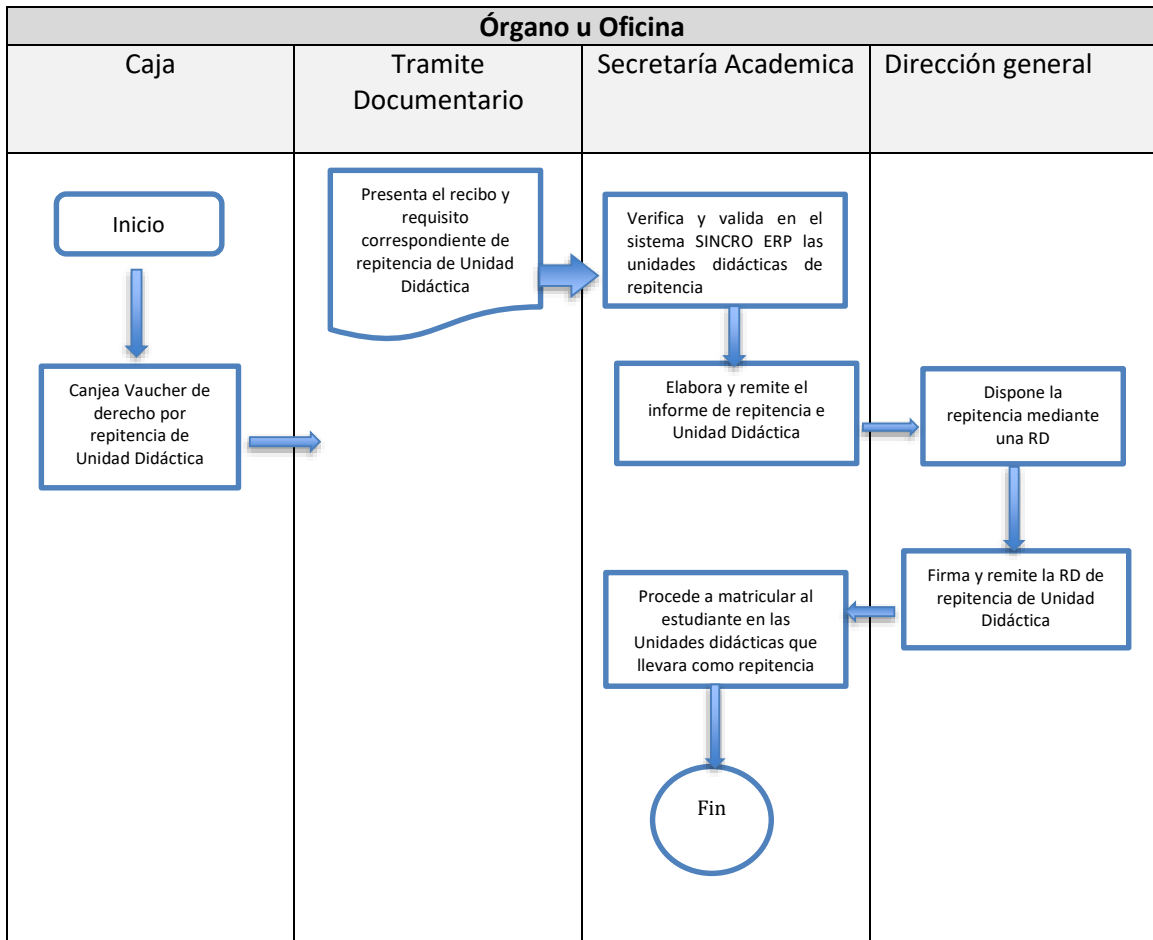 Órgano u Oficina
Caja
Tramite
Documentario
Secretaría Academica
Dirección general
Inicio
Canjea Vaucher de
derecho por
repitencia de
Unidad Didáctica
Presenta el recibo y
requisito
correspondiente de
repitencia de Unidad
Didáctica
Verifica y valida en el
sistema SINCRO ERP las
unidades didácticas de
repitencia
Elabora y remite el
informe de repitencia e
Unidad Didáctica
Dispone la
repitencia mediante
una RD
Firma y remite la RD de
repitencia de Unidad
Didáctica
Procede a matricular al
estudiante en las
Unidades didácticas que
llevara como repitencia
Fin